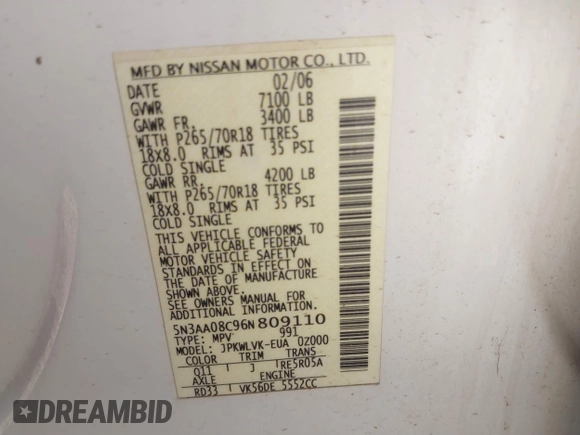 MFD BY NISSAN MOTOR CO., LTD.
DATE 02/06
GVWR 7100 LB
GAWR FR. 3400 LB
WITH P265/70R18 TIRES
18x8.0 RIMS AT 35 PSI
COLD SINGLE
GAWR RR. 4200 LB
WITH P265/70R18 TIRES
18x8.0 RIMS AT 35 PSI
COLD SINGLE
THIS VEHICLE CONFORMS TO
ALL APPLICABLE FEDERAL
MOTOR VEHICLE SAFETY
STANDARDS IN EFFECT ON
THE DATE OF MANUFACTURE
SHOWN ABOVE.
SEE OWNERS MANUAL FOR
ADDITIONAL INFORMATION.
5N3AA08C96N809110
TYPE: MPV 991
MODEL: JPKWLVK-EUA 0Z000
COLOR TRIM TRANS
Q11 J RE5R05A
AXLE ENGINE
RD33 VK56DE 5552CC
DREAMBID